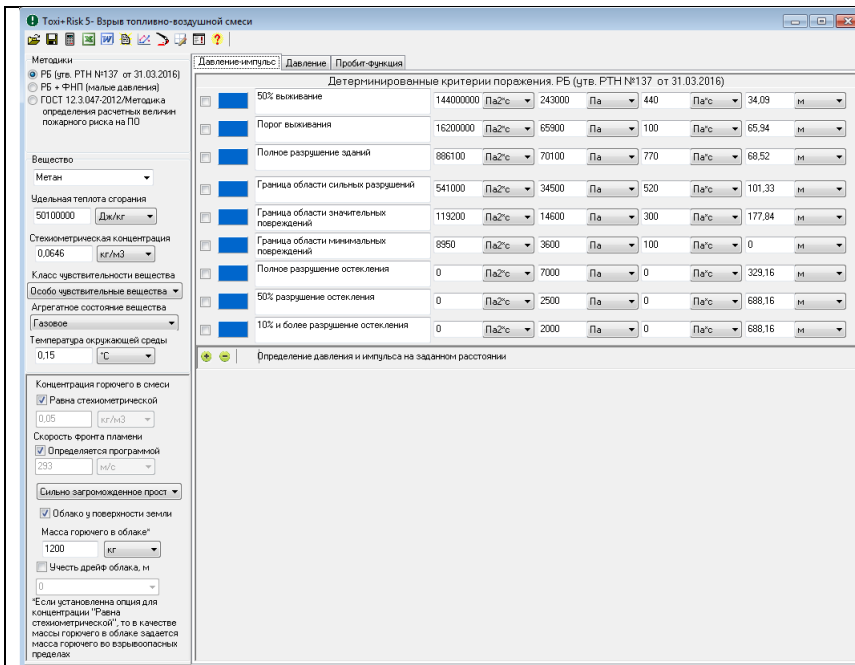 Toxi+Risk 5- Взрыв топливно-воздушной смеси
Методики
РБ (утв. РТН №137 от 31.03.2016)
РБ + ФНП (малые давления)
ГОСТ 12.3.047-2012/Методика
определения расчетных величин
пожарного риска на ПО
Вещество
Метан
Удельная теплота сгорания
50100000 Дж/кг
Стехиометрическая концентрация
0,0646 кг/м3
Класс чувствительности вещества
Особо чувствительные вещества
Агрегатное состояние вещества
Газовое
Температура окружающей среды
0,15 °С
Концентрация горючего в смеси
Равна стехиометрической
0,05 кг/м3
Скорость фронта пламени
Определяется программой
293 м/с
Сильно загроможденное прост
Облако у поверхности земли
Масса горючего в облаке*
1200 кг
Учесть дрейф облака, м
0
*Если установленна опция для
концентрации "Равна
стехиометрической", то в качестве
массы горючего в облаке задается
масса горючего во взрывоопасных
пределах
Давление-импульс Давление Пробит-функция
Детерминированные критерии поражения. РБ (утв. РТН №137 от 31.03.2016)
50% выживание 144000000 Па2*с 243000 Па 440 Па*с 34,09 м
Порог выживания 16200000 Па2*с 65900 Па 100 Па*с 65,94 м
Полное разрушение зданий 886100 Па2*с 70100 Па 770 Па*с 68,52 м
Граница области сильных разрушений 541000 Па2*с 34500 Па 520 Па*с 101,33 м
Граница области значительных
повреждений 119200 Па2*с 14600 Па 300 Па*с 177,84 м
Граница области минимальных
повреждений 8950 Па2*с 3600 Па 100 Па*с 0 м
Полное разрушение остекления 0 Па2*с 7000 Па 0 Па*с 329,16 м
50% разрушение остекления 0 Па2*с 2500 Па 0 Па*с 688,16 м
10% и более разрушение остекления 0 Па2*с 2000 Па 0 Па*с 688,16 м
Определение давления и импульса на заданном расстоянии